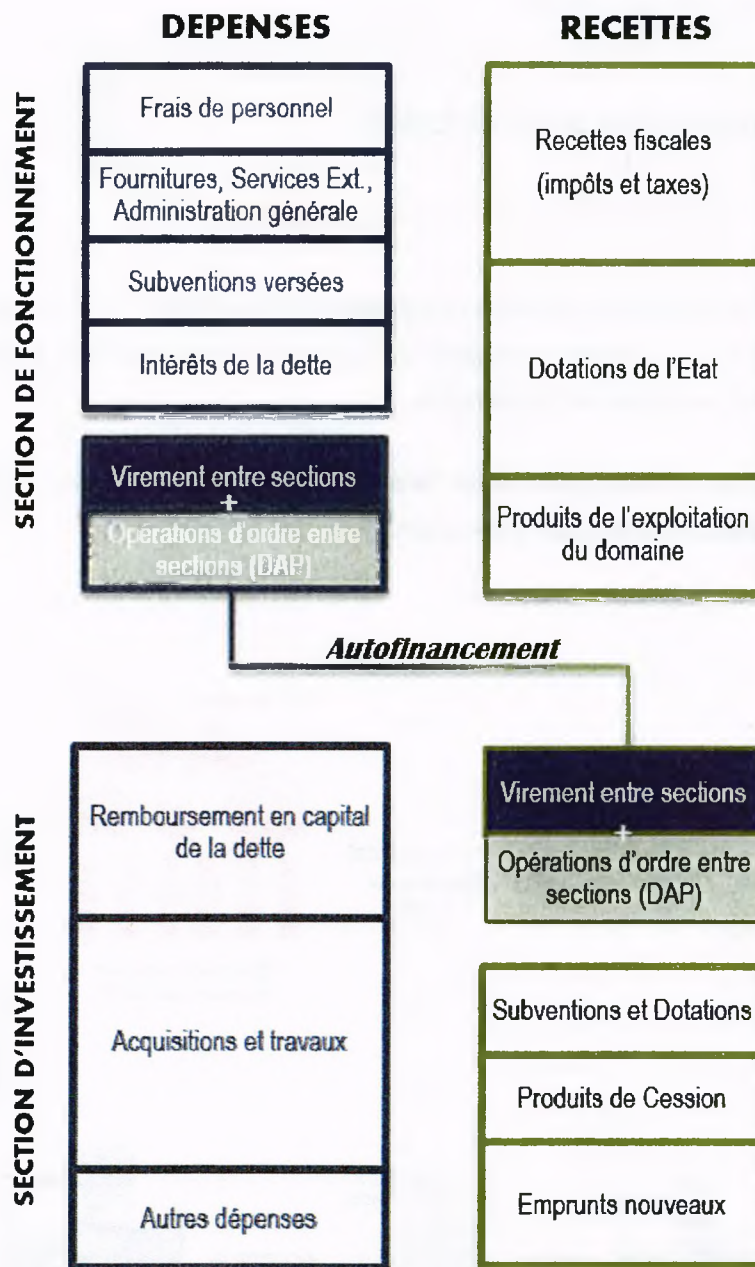 DEPENSES
RECETTES
SECTION DE FONCTIONNEMENT
Frais de personnel
Fournitures, Services Ext.,
Administration générale
Subventions versées
Intérêts de la dette
Virement entre sections
+
Opérations d'ordre entre
sections (DAP)
Recettes fiscales
(impôts et taxes)
Dotations de l'Etat
Produits de l'exploitation
du domaine
Autofinancement
SECTION D'INVESTISSEMENT
Remboursement en capital
de la dette
Acquisitions et travaux
Autres dépenses
Virement entre sections
+
Opérations d'ordre entre
sections (DAP)
Subventions et Dotations
Produits de Cession
Emprunts nouveaux